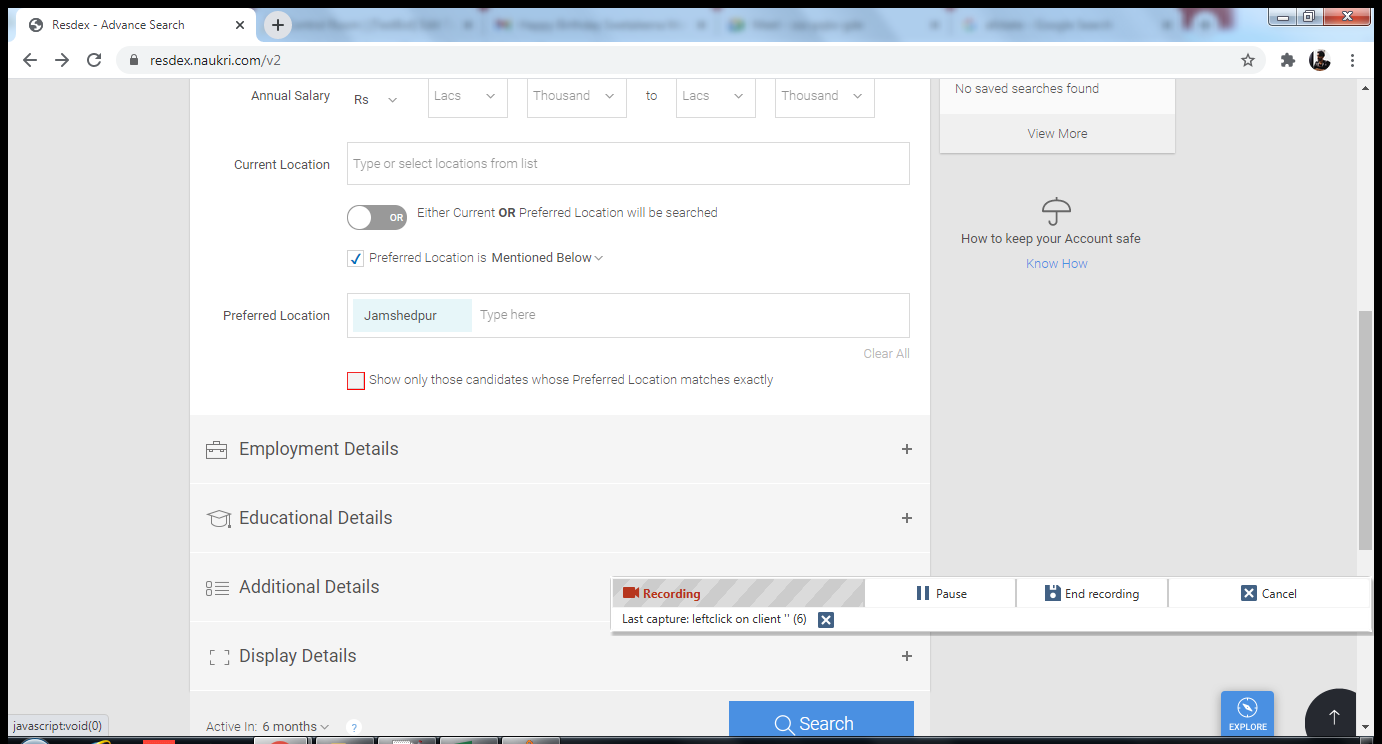 Resdex - Advance Search
resdex.naukri.com/v2
Annual Salary Rs Lacs Thousand to Lacs Thousand
No saved searches found
View More
Current Location Type or select locations from list
OR Either Current OR Preferred Location will be searched
Preferred Location is Mentioned Below
How to keep your Account safe
Know How
Preferred Location Jamshedpur Type here
Clear All
Show only those candidates whose Preferred Location matches exactly
Employment Details +
Educational Details +
Additional Details
Recording Pause End recording Cancel
Last capture: leftclick on client '' (6)
Display Details +
Active In: 6 months ? Search
EXPLORE
javascript:void(0)